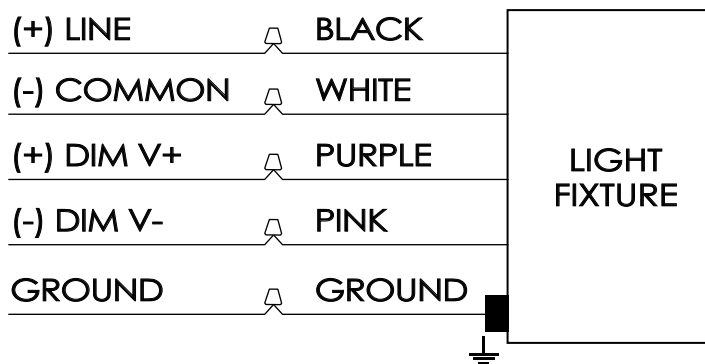 (+) LINE BLACK
(-) COMMON WHITE
(+) DIM V+ PURPLE
(-) DIM V- PINK
GROUND GROUND
LIGHT
FIXTURE